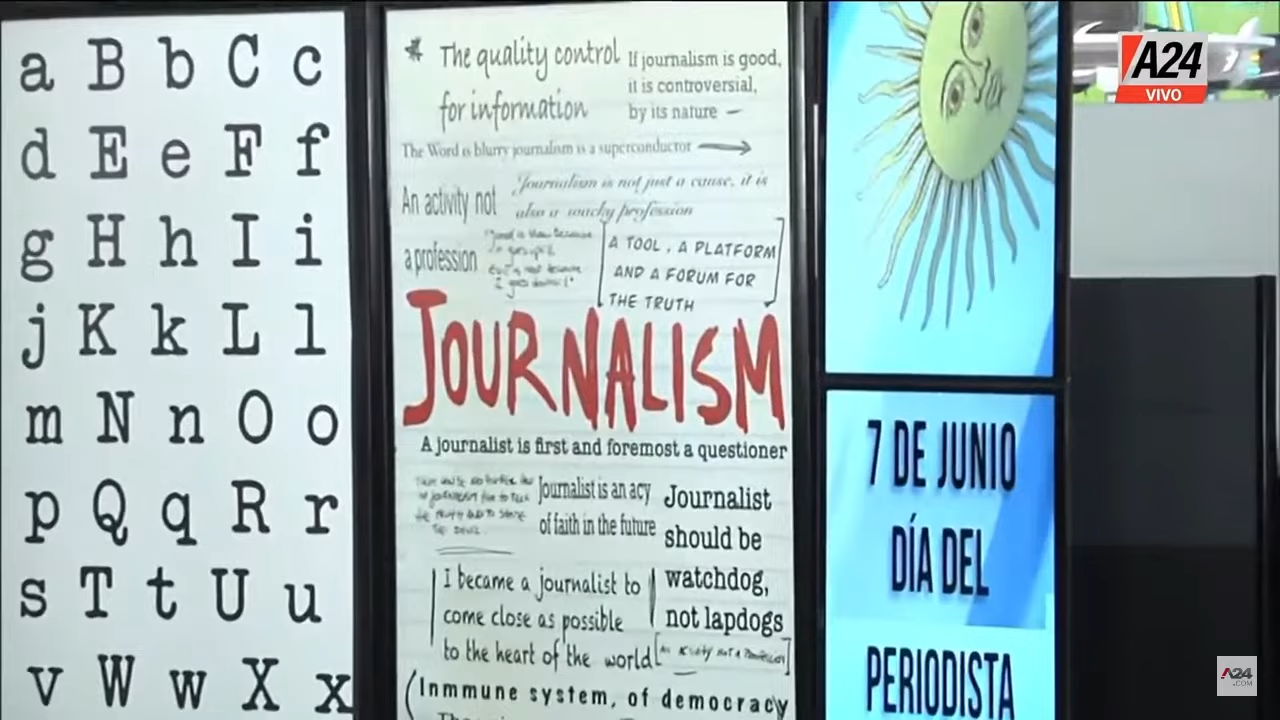 a B b C c
d E e F f
g H h I i
j K k L l
m N n O o
p Q q R r
s T t U u
v W w X x
The quality control
for information
If journalism is good,
it is controversial,
by its nature –
The Word is blurry journalism is a superconductor
An activity not
a profession
Journalism is not just a cause, it is
also a wacky profession
A TOOL, A PLATFORM
AND A FORUM FOR
THE TRUTH
JOURNALISM
A journalist is first and foremost a questioner
Journalist is an acy
of faith in the future
Journalist
should be
watchdog,
not lapdogs
I became a journalist to
come close as possible
to the heart of the world
Inmmune system, of democracy
7 DE JUNIO
DÍA DEL
PERIODISTA
A24
VIVO
A24
.COM